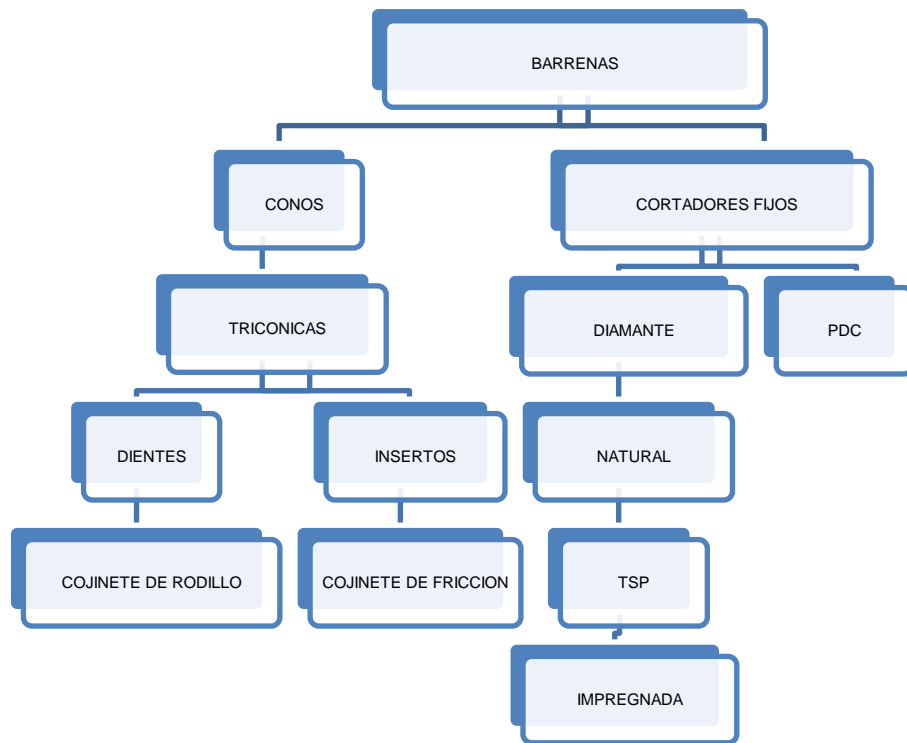 BARRENAS
CONOS
CORTADORES FIJOS
TRICONICAS
DIAMANTE
PDC
DIENTES
INSERTOS
NATURAL
COJINETE DE RODILLO
COJINETE DE FRICCION
TSP
IMPREGNADA